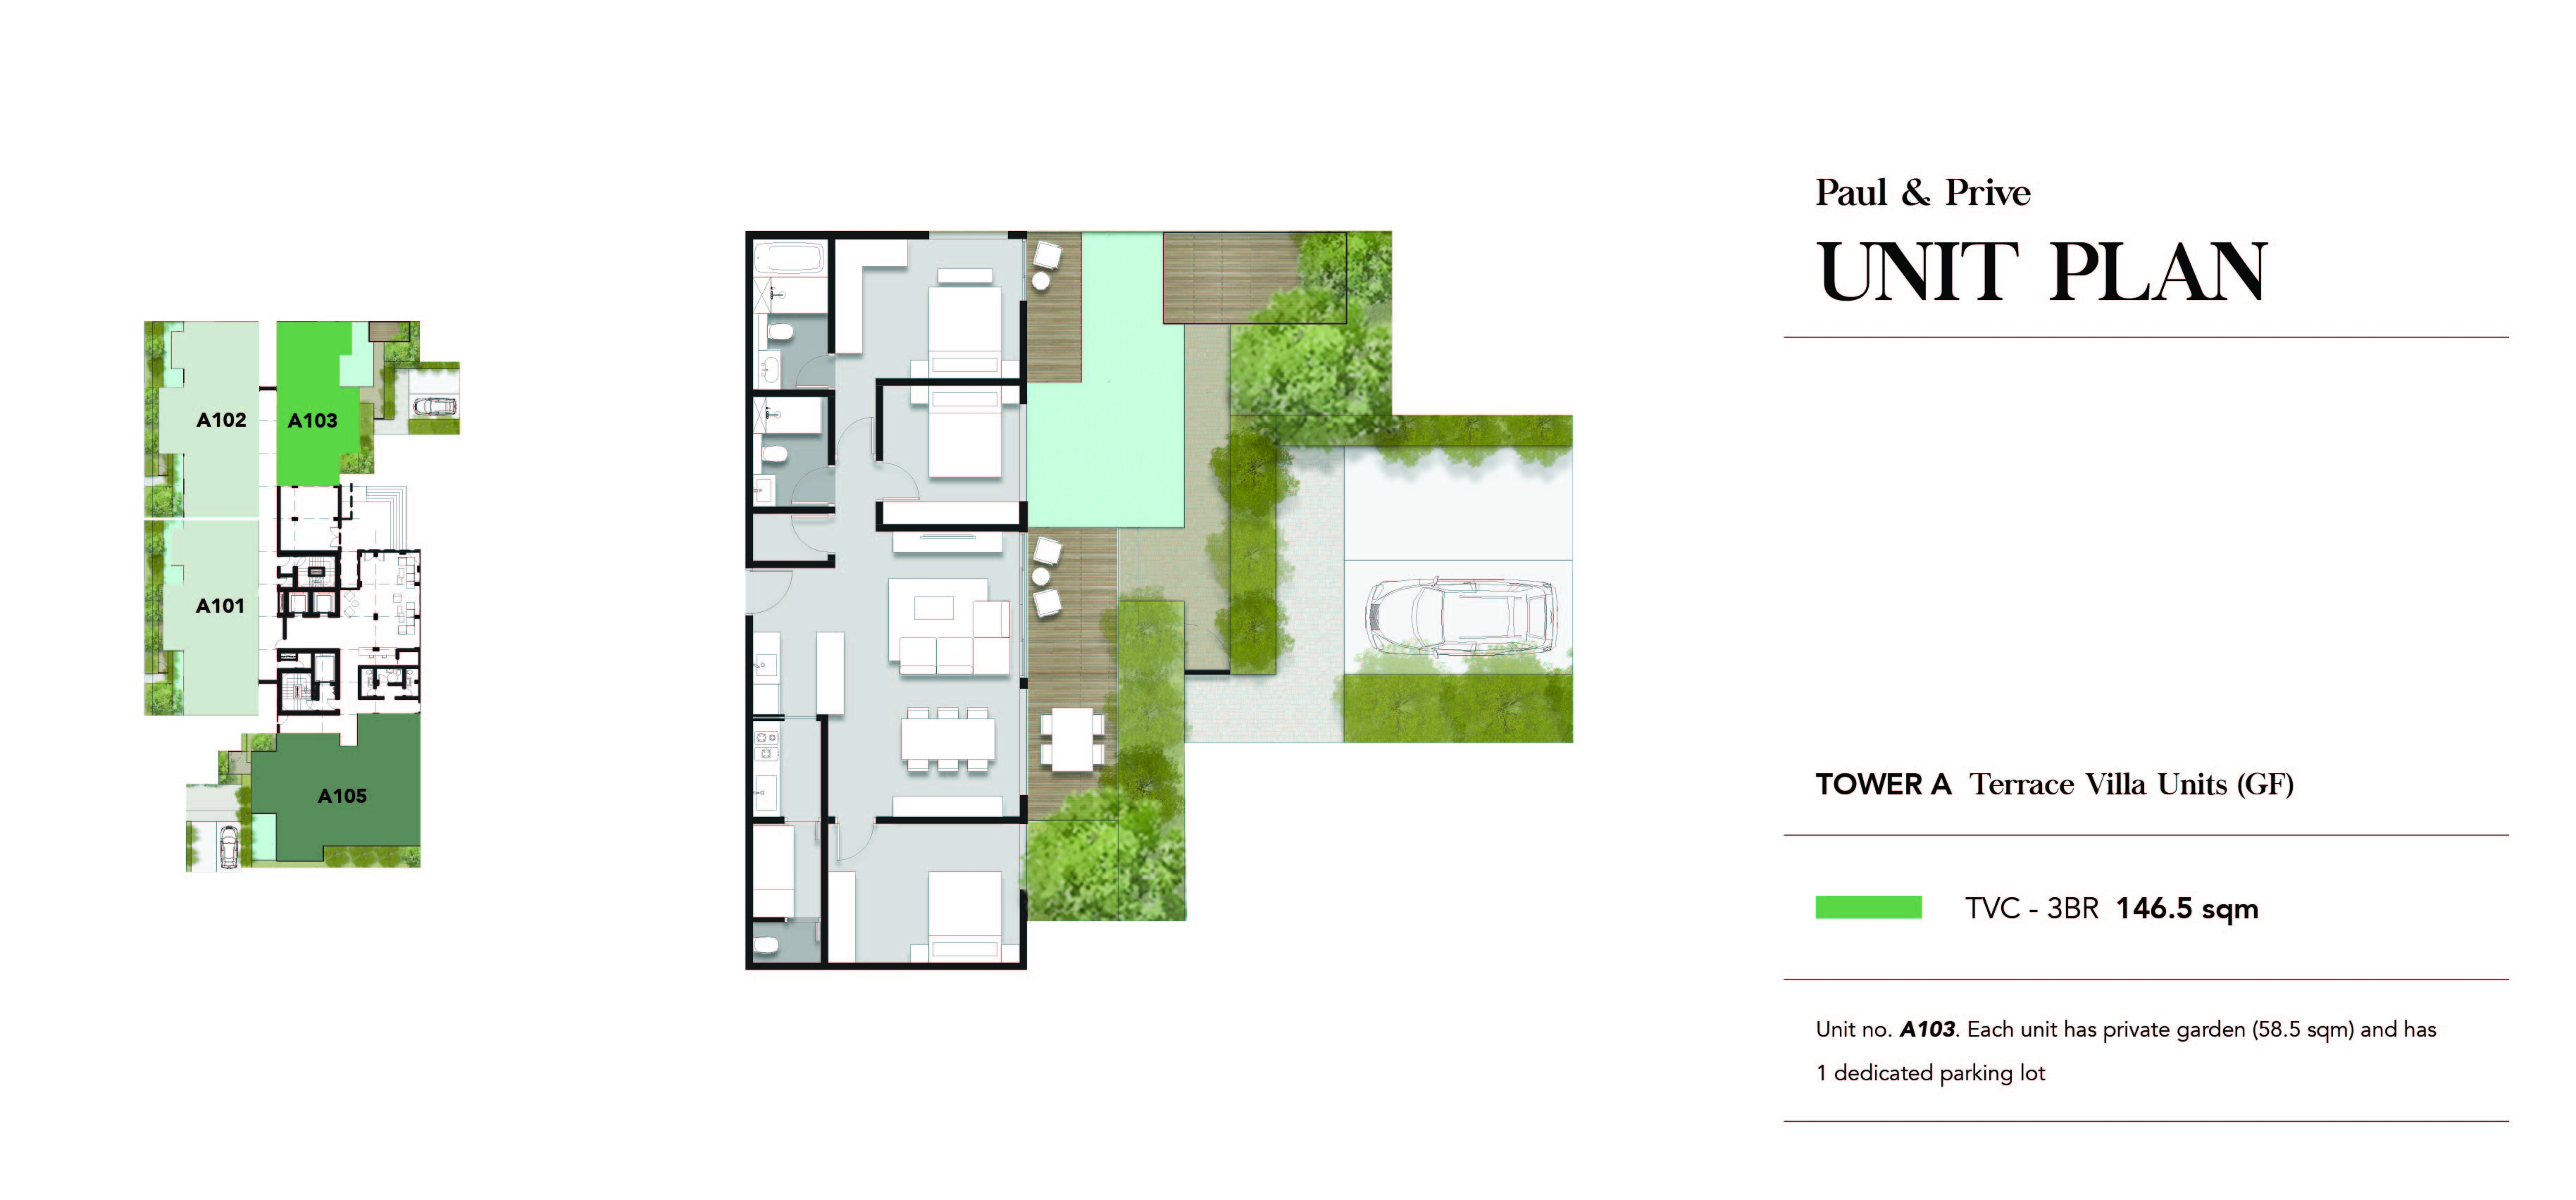 Paul & Prive
UNIT PLAN
A102
A103
A101
A105
TOWER A Terrace Villa Units (GF)
TVC - 3BR 146.5 sqm
Unit no. A103. Each unit has private garden (58.5 sqm) and has
1 dedicated parking lot